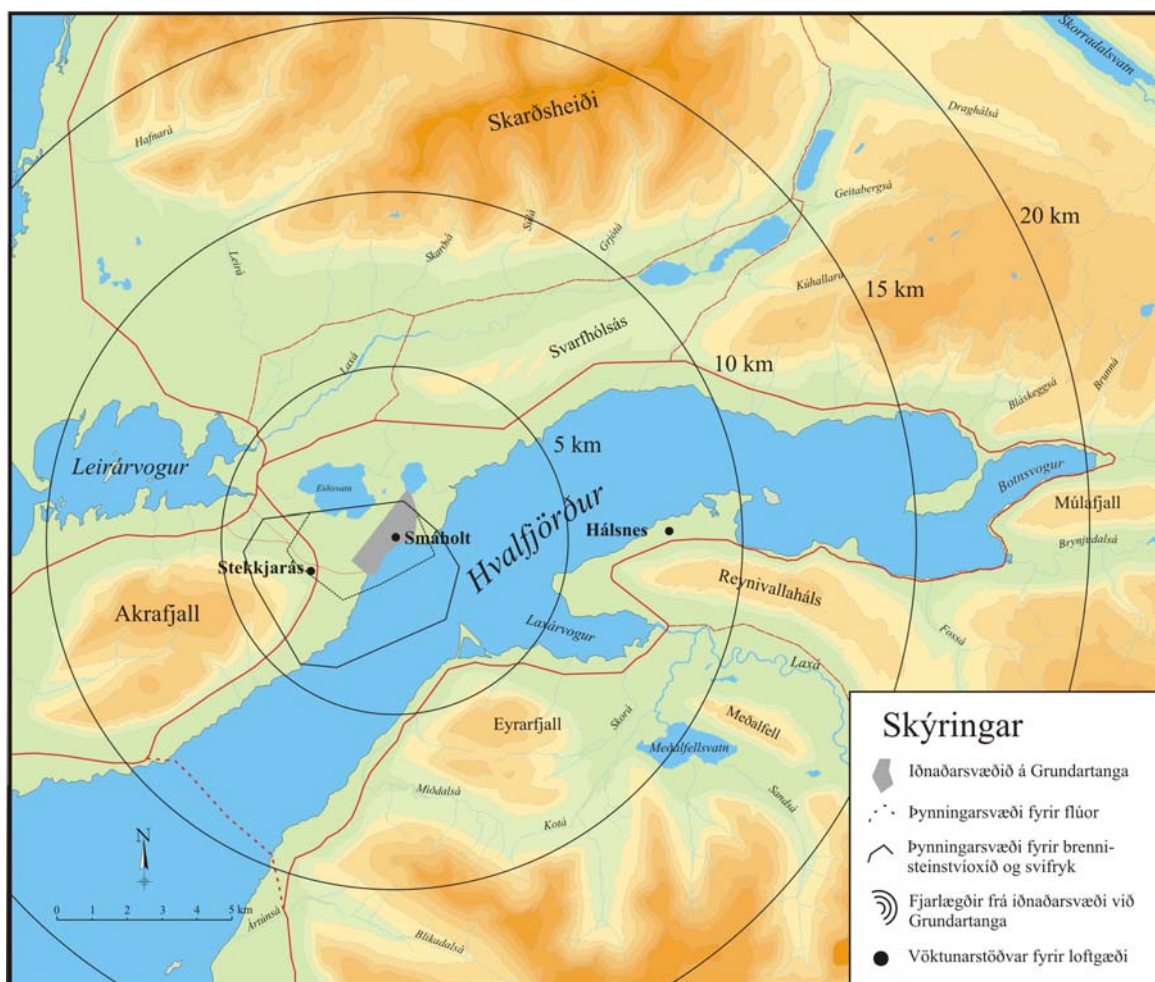 Skorradalsvatn
Skarðsheiði
Draghálsá
Hafnará
Geitabergsá
20 km
Súlá
Skarðsá
Grjótá
Leirá
Kúhallará
15 km
Svarfhólsás
Laxá
10 km
Brunná
Bláskeggsá
5 km
Leirárvogur
Botnsvogur
Eiðisvatn
Múlafjall
Smáholt
Hálsnes
Hvalfjörður
Brynjudalsá
Stekkjarás
Reynivallaháls
Akrafjall
Fossá
Laxárvogur
Laxá
Skorá
Eyrarfjall
Meðalfell
Meðalfellsvatn
Miðdalsá
Sandsá
Kotá
N
0 1 2 3 4 5 km
Ártúnsá
Blikadalsá
Skýringar
Iðnaðarsvæðið á Grundartanga
Þynningarsvæði fyrir flúor
Þynningarsvæði fyrir brenni-
steinstvioxíð og svifryk
Fjarlægðir frá iðnaðarsvæði við
Grundartanga
Vöktunarstöðvar fyrir loftgæði